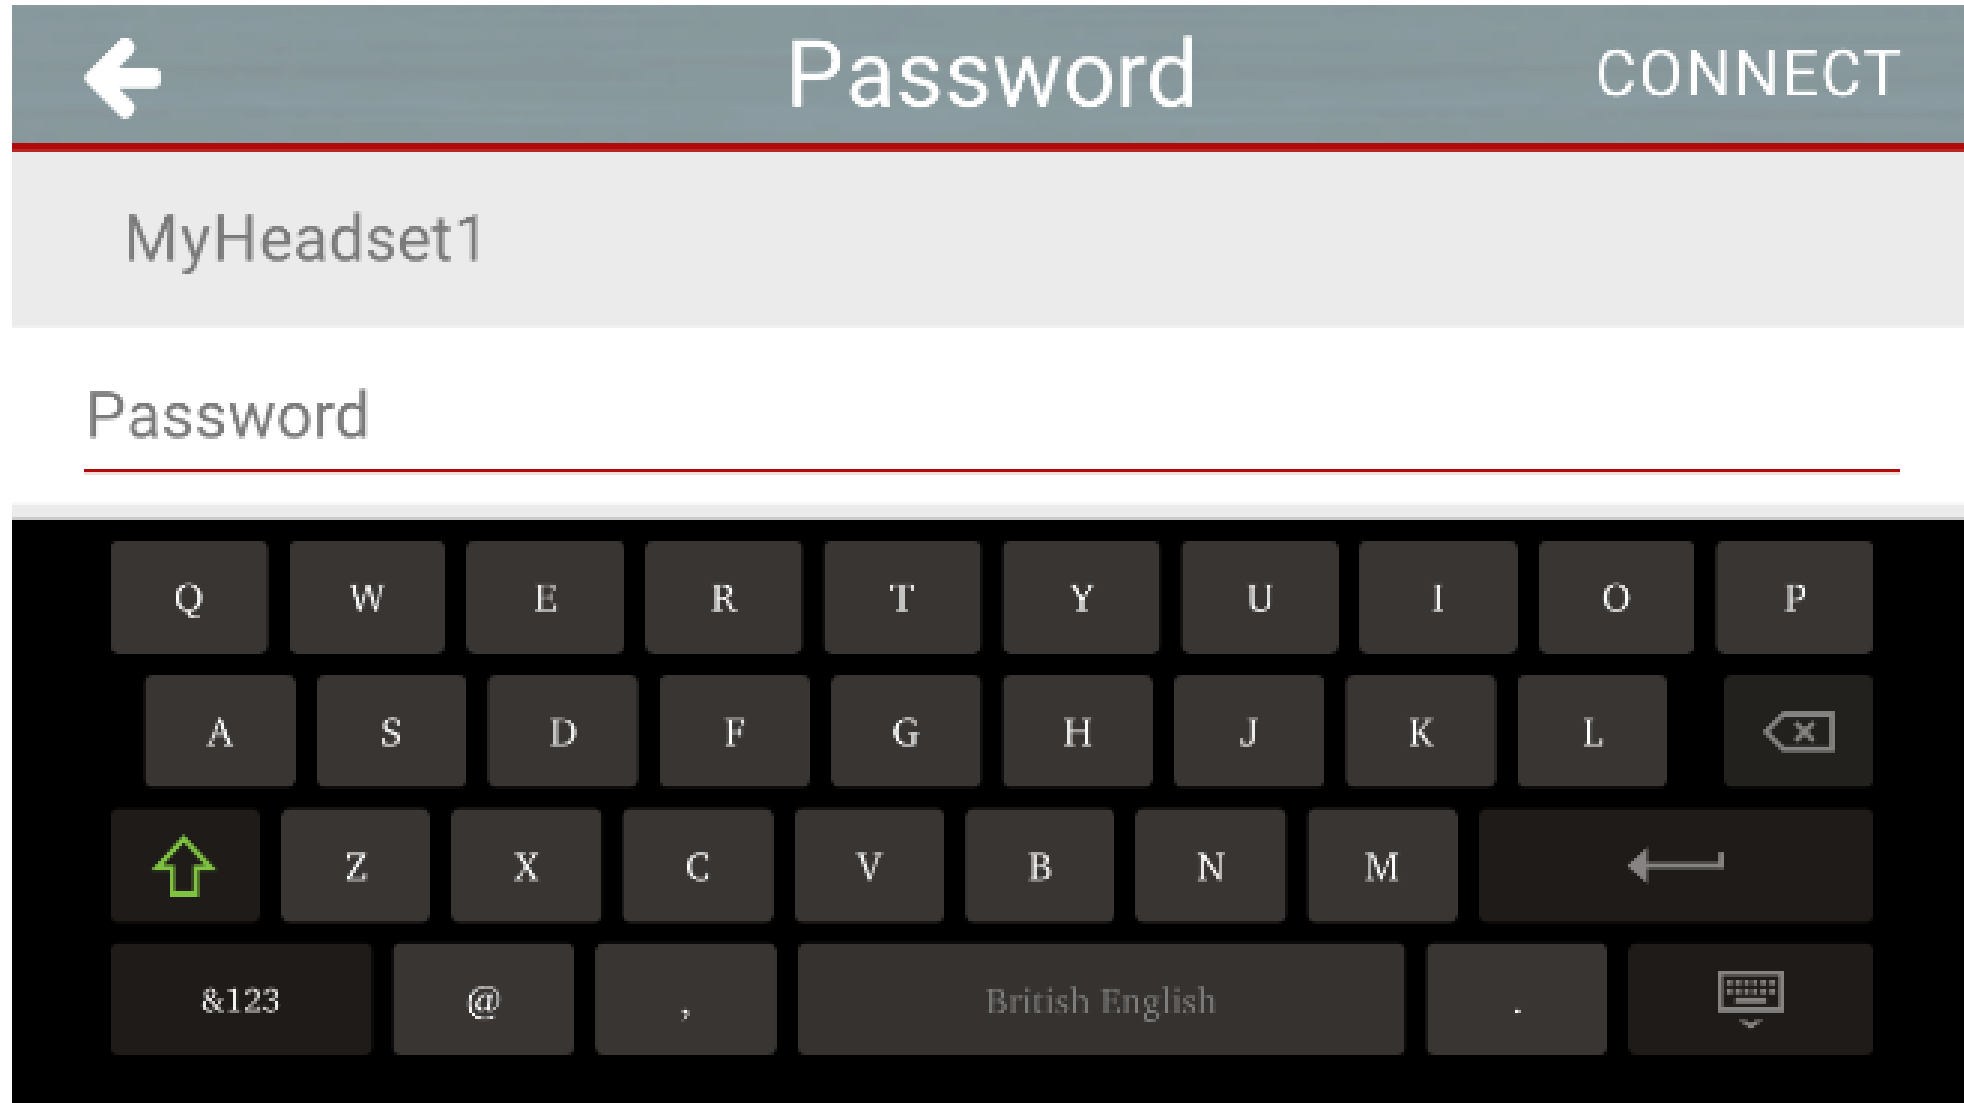 Password CONNECT
MyHeadset1
Password
Q W E R T Y U I O P
A S D F G H J K L
Z X C V B N M
&123 @ , British English .